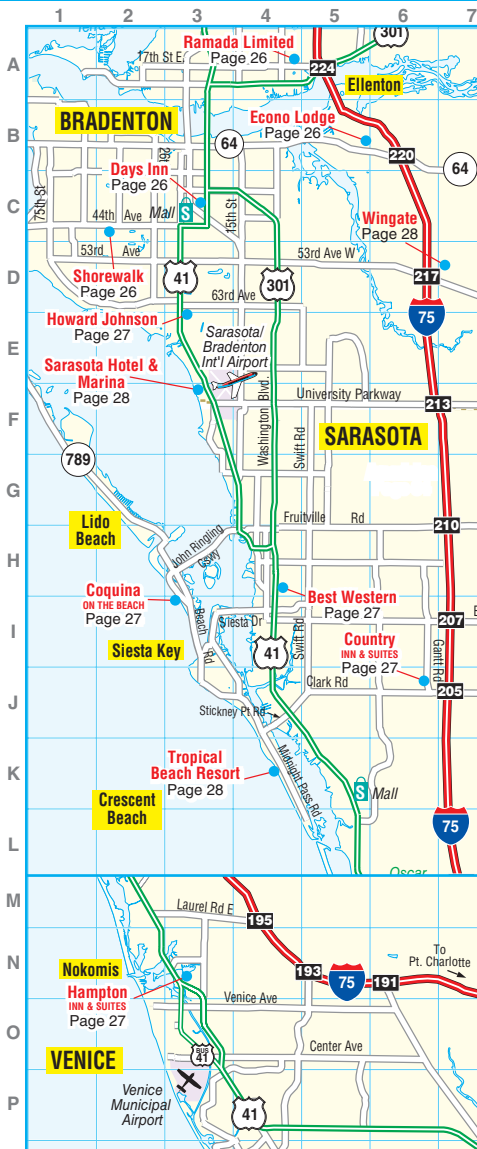 1 2 3 4 5 6 7
A
B
C
D
E
F
G
H
I
J
K
L
M
N
O
P
301
Ramada Limited
Page 26
17th St E
224
Ellenton
BRADENTON
Econo Lodge
Page 26
64
220
64
26
75th St
Days Inn
Page 26
15th St
44th Ave
Mall
S
Wingate
Page 28
53rd Ave
53rd Ave W
217
Shorewalk
Page 26
41
301
63rd Ave
75
Howard Johnson
Page 27
Sarasota/
Bradenton
Int'l Airport
Sarasota Hotel &
Marina
Page 28
University Parkway
213
Washington Blvd.
Swift Rd
SARASOTA
789
Lido
Beach
Fruitville Rd
210
John Ringling
Cswy
Coquina
ON THE BEACH
Page 27
Best Western
Page 27
Beach Rd
Siesta Dr
Swift Rd
207
Siesta Key
41
Country
INN & SUITES
Page 27
Gantt Rd
Clark Rd
205
Stickney Pt Rd
Midnight Pass Rd
Tropical
Beach Resort
Page 28
S
Mall
Crescent
Beach
75
Oscar
Laurel Rd E
195
Nokomis
193
75
191
To
Pt. Charlotte
Hampton
INN & SUITES
Page 27
Venice Ave
VENICE
BUS
41
Center Ave
Venice
Municipal
Airport
41